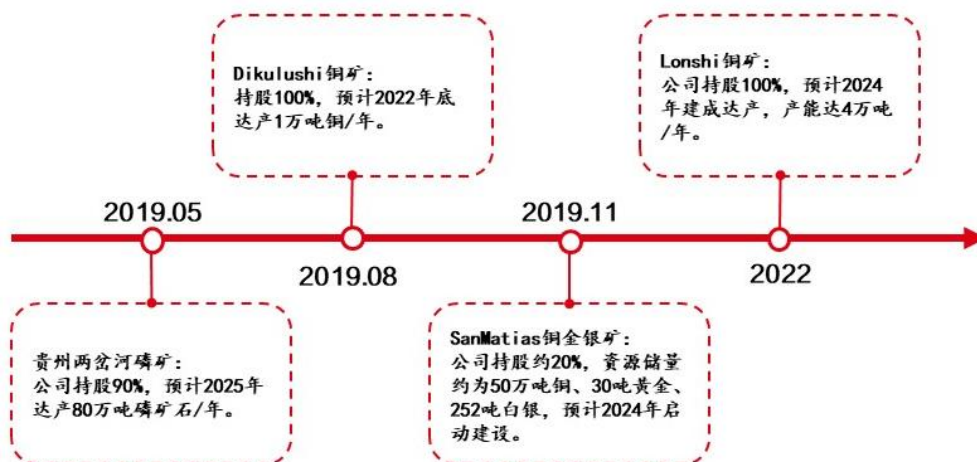 Dikulushi铜矿：
持股100%，预计2022年底
达产1万吨铜/年。
Lonshi铜矿：
公司持股100%，预计2024
年建成达产，产能达4万吨
/年。
2019.05
2019.11
2019.08
2022
贵州两岔河磷矿：
公司持股90%，预计2025年
达产80万吨磷矿石/年。
SanMatias铜金银矿：
公司持股约20%，资源储量
约为50万吨铜、30吨黄金、
252吨白银，预计2024年启
动建设。